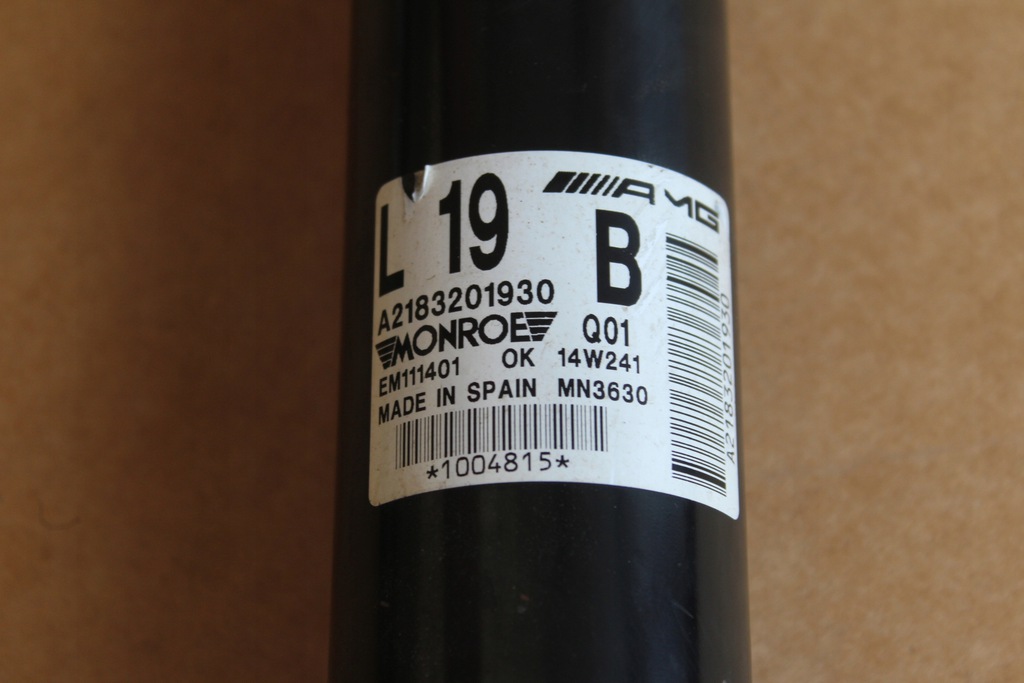 L 19
AMG
B
A2183201930
MONROE
Q01
EM111401 OK 14W241
MADE IN SPAIN MN3630
*1004815*
A2183201930